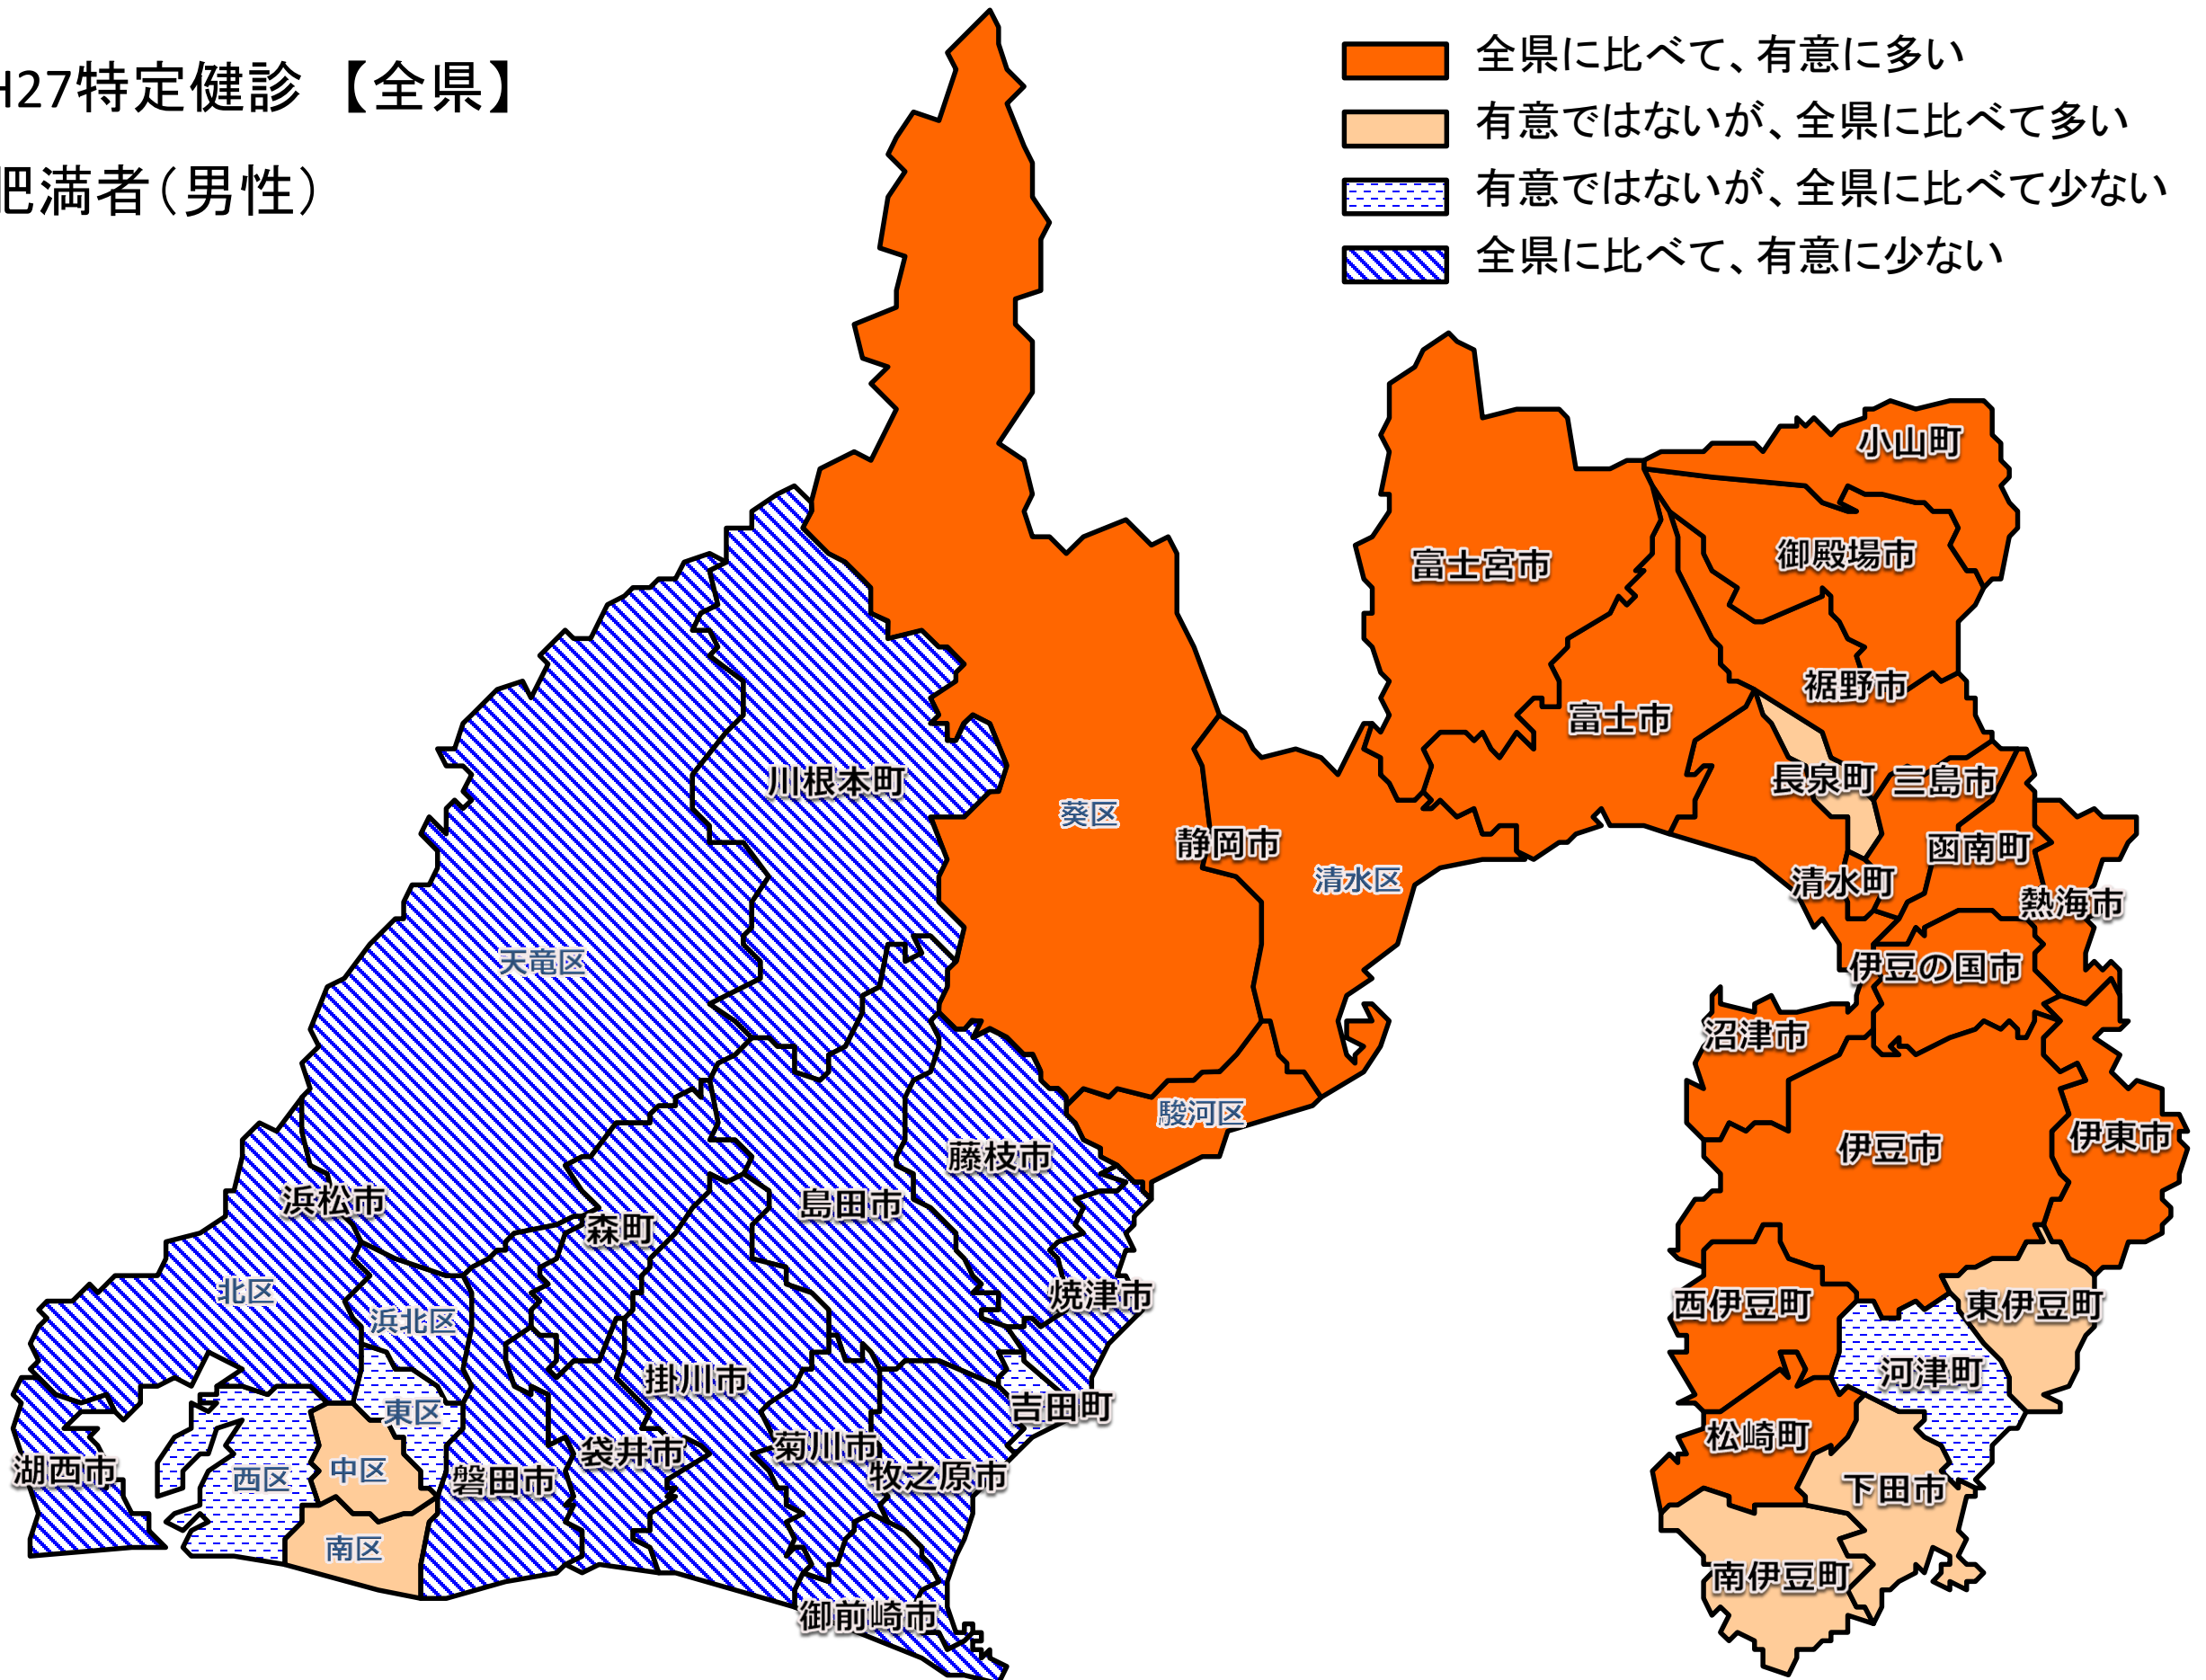 H27特定健診 【全県】
肥満者(男性)
全県に比べて、有意に多い
有意ではないが、全県に比べて多い
有意ではないが、全県に比べて少ない
全県に比べて、有意に少ない
小山町
御殿場市
富士宮市
裾野市
富士市
川根本町
長泉町
三島市
葵区
静岡市
函南町
清水区
清水町
熱海市
天竜区
伊豆の国市
沼津市
駿河区
伊東市
伊豆市
藤枝市
浜松市
島田市
森町
北区
焼津市
西伊豆町
東伊豆町
浜北区
掛川市
河津町
東区
吉田町
菊川市
松崎町
袋井市
湖西市
西区
中区
磐田市
牧之原市
下田市
南区
南伊豆町
御前崎市